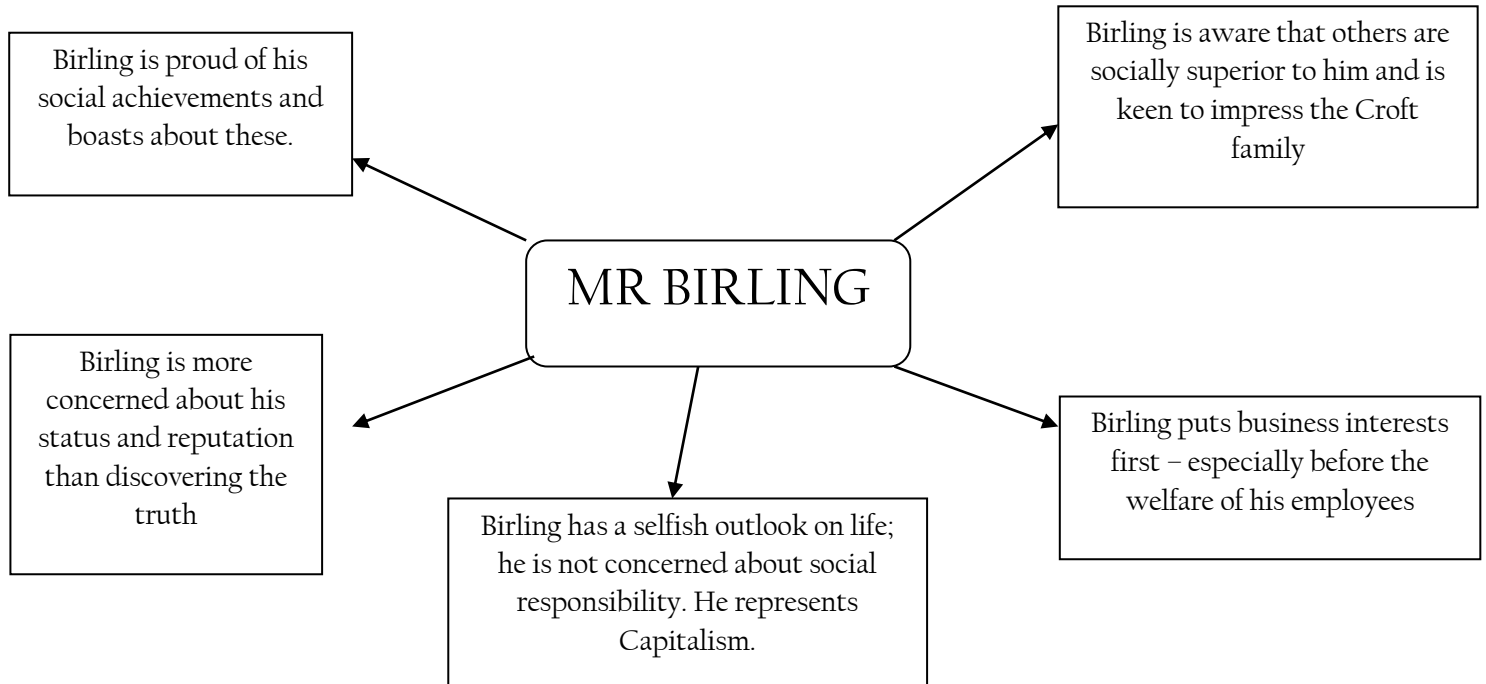 Birling is proud of his
social achievements and
boasts about these.
Birling is aware that others are
socially superior to him and is
keen to impress the Croft
family
MR BIRLING
Birling is more
concerned about his
status and reputation
than discovering the
truth
Birling has a selfish outlook on life;
he is not concerned about social
responsibility. He represents
Capitalism.
Birling puts business interests
first – especially before the
welfare of his employees